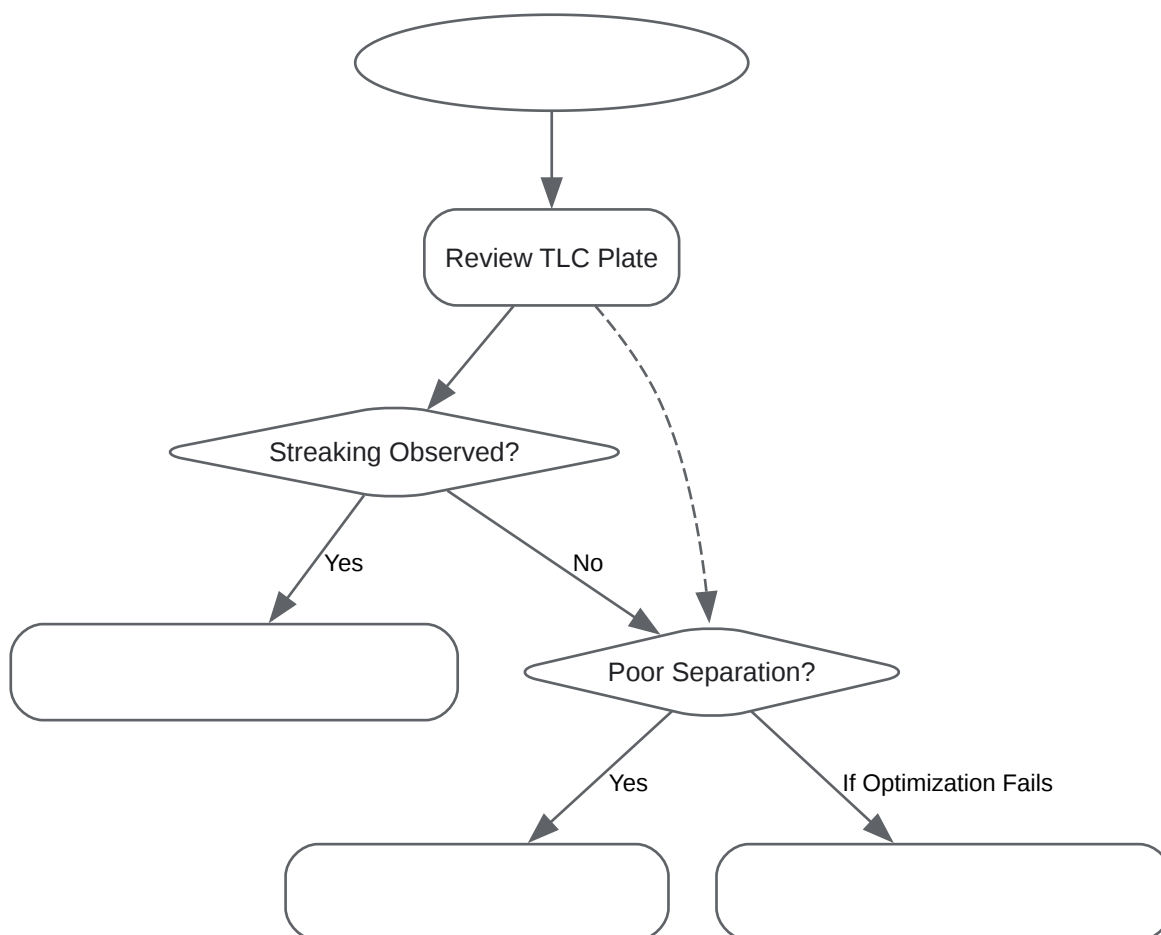 Review TLC Plate
Streaking Observed?
Yes
No
Poor Separation?
Yes
If Optimization Fails